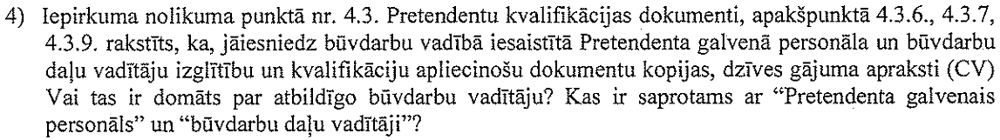 4) Iepirkuma nolikuma punktā nr. 4.3. Pretendentu kvalifikācijas dokumenti, apakšpunktā 4.3.6., 4.3.7,
4.3.9. rakstīts, ka, jāiesniedz būvdarbu vadībā iesaistītā Pretendenta galvenā personāla un būvdarbu
daļu vadītāju izglītību un kvalifikāciju apliecinošu dokumentu kopijas, dzīves gājuma apraksti (CV)
Vai tas ir domāts par atbildīgo būvdarbu vadītāju? Kas ir saprotams ar “Pretendenta galvenais
personāls” un “būvdarbu daļu vadītāji”?